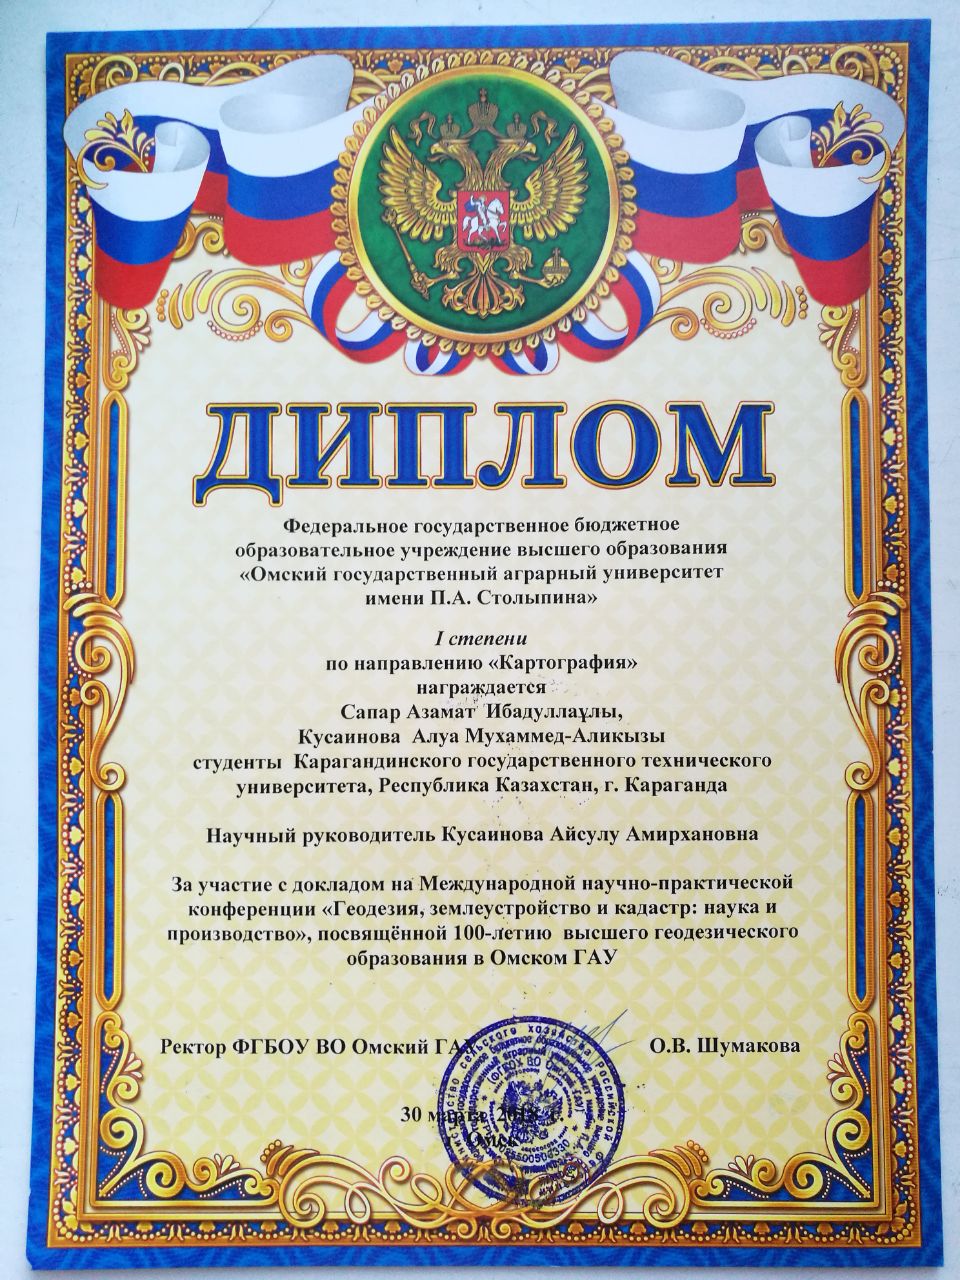 ДИПЛОМ
Федеральное государственное бюджетное
образовательное учреждение высшего образования
«Омский государственный аграрный университет
имени П.А. Столыпина»
I степени
по направлению «Картография»
награждается
Сапар Азамат Ибадуллаұлы,
Кусаинова Алуа Мухаммед-Аликызы
студенты Карагандинского государственного технического
университета, Республика Казахстан, г. Караганда
Научный руководитель Кусаинова Айсулу Амирхановна
За участие с докладом на Международной научно-практической
конференции «Геодезия, землеустройство и кадастр: наука и
производство», посвящённой 100-летию высшего геодезического
образования в Омском ГАУ
Ректор ФГБОУ ВО Омский ГАУ О.В. Шумакова
30 марта г.
Омск